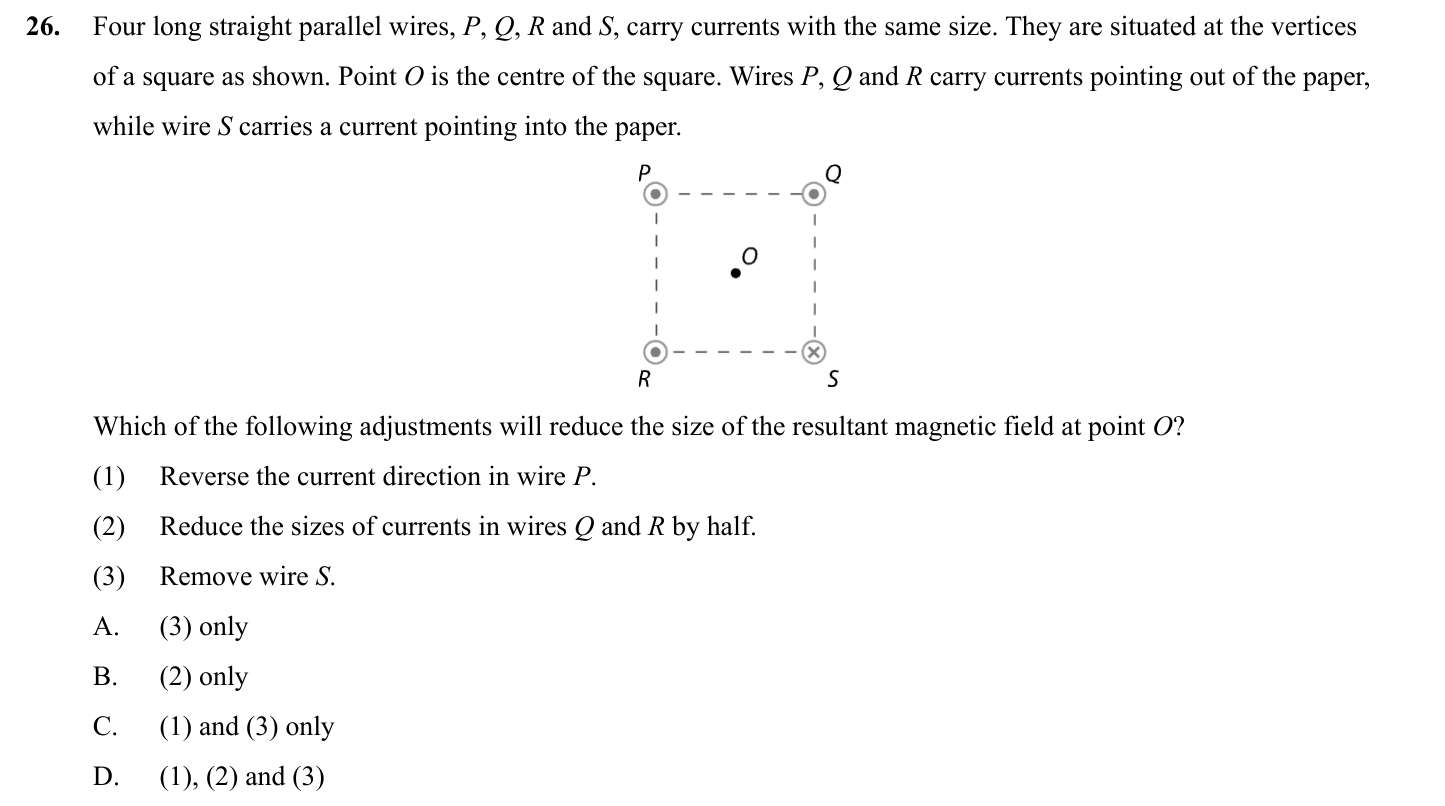 26. Four long straight parallel wires, P, Q, R and S, carry currents with the same size. They are situated at the vertices
of a square as shown. Point O is the centre of the square. Wires P, Q and R carry currents pointing out of the paper,
while wire S carries a current pointing into the paper.
P Q
O
R S
Which of the following adjustments will reduce the size of the resultant magnetic field at point O?
(1) Reverse the current direction in wire P.
(2) Reduce the sizes of currents in wires Q and R by half.
(3) Remove wire S.
A. (3) only
B. (2) only
C. (1) and (3) only
D. (1), (2) and (3)